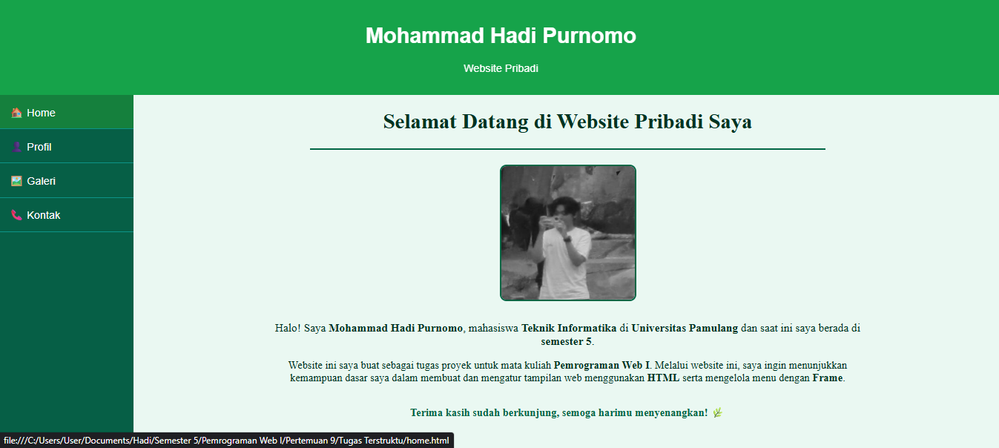 Mohammad Hadi Purnomo
Website Pribadi
Home
Profil
Galeri
Kontak
Selamat Datang di Website Pribadi Saya
Halo! Saya Mohammad Hadi Purnomo, mahasiswa Teknik Informatika di Universitas Pamulang dan saat ini saya berada di
semester 5.
Website ini saya buat sebagai tugas proyek untuk mata kuliah Pemrograman Web I. Melalui website ini, saya ingin menunjukkan
kemampuan dasar saya dalam membuat dan mengatur tampilan web menggunakan HTML serta mengelola menu dengan Frame.
Terima kasih sudah berkunjung, semoga harimu menyenangkan! 🌿
file:///C:/Users/User/Documents/Hadi/Semester 5/Pemrograman Web I/Pertemuan 9/Tugas Terstruktu/home.html